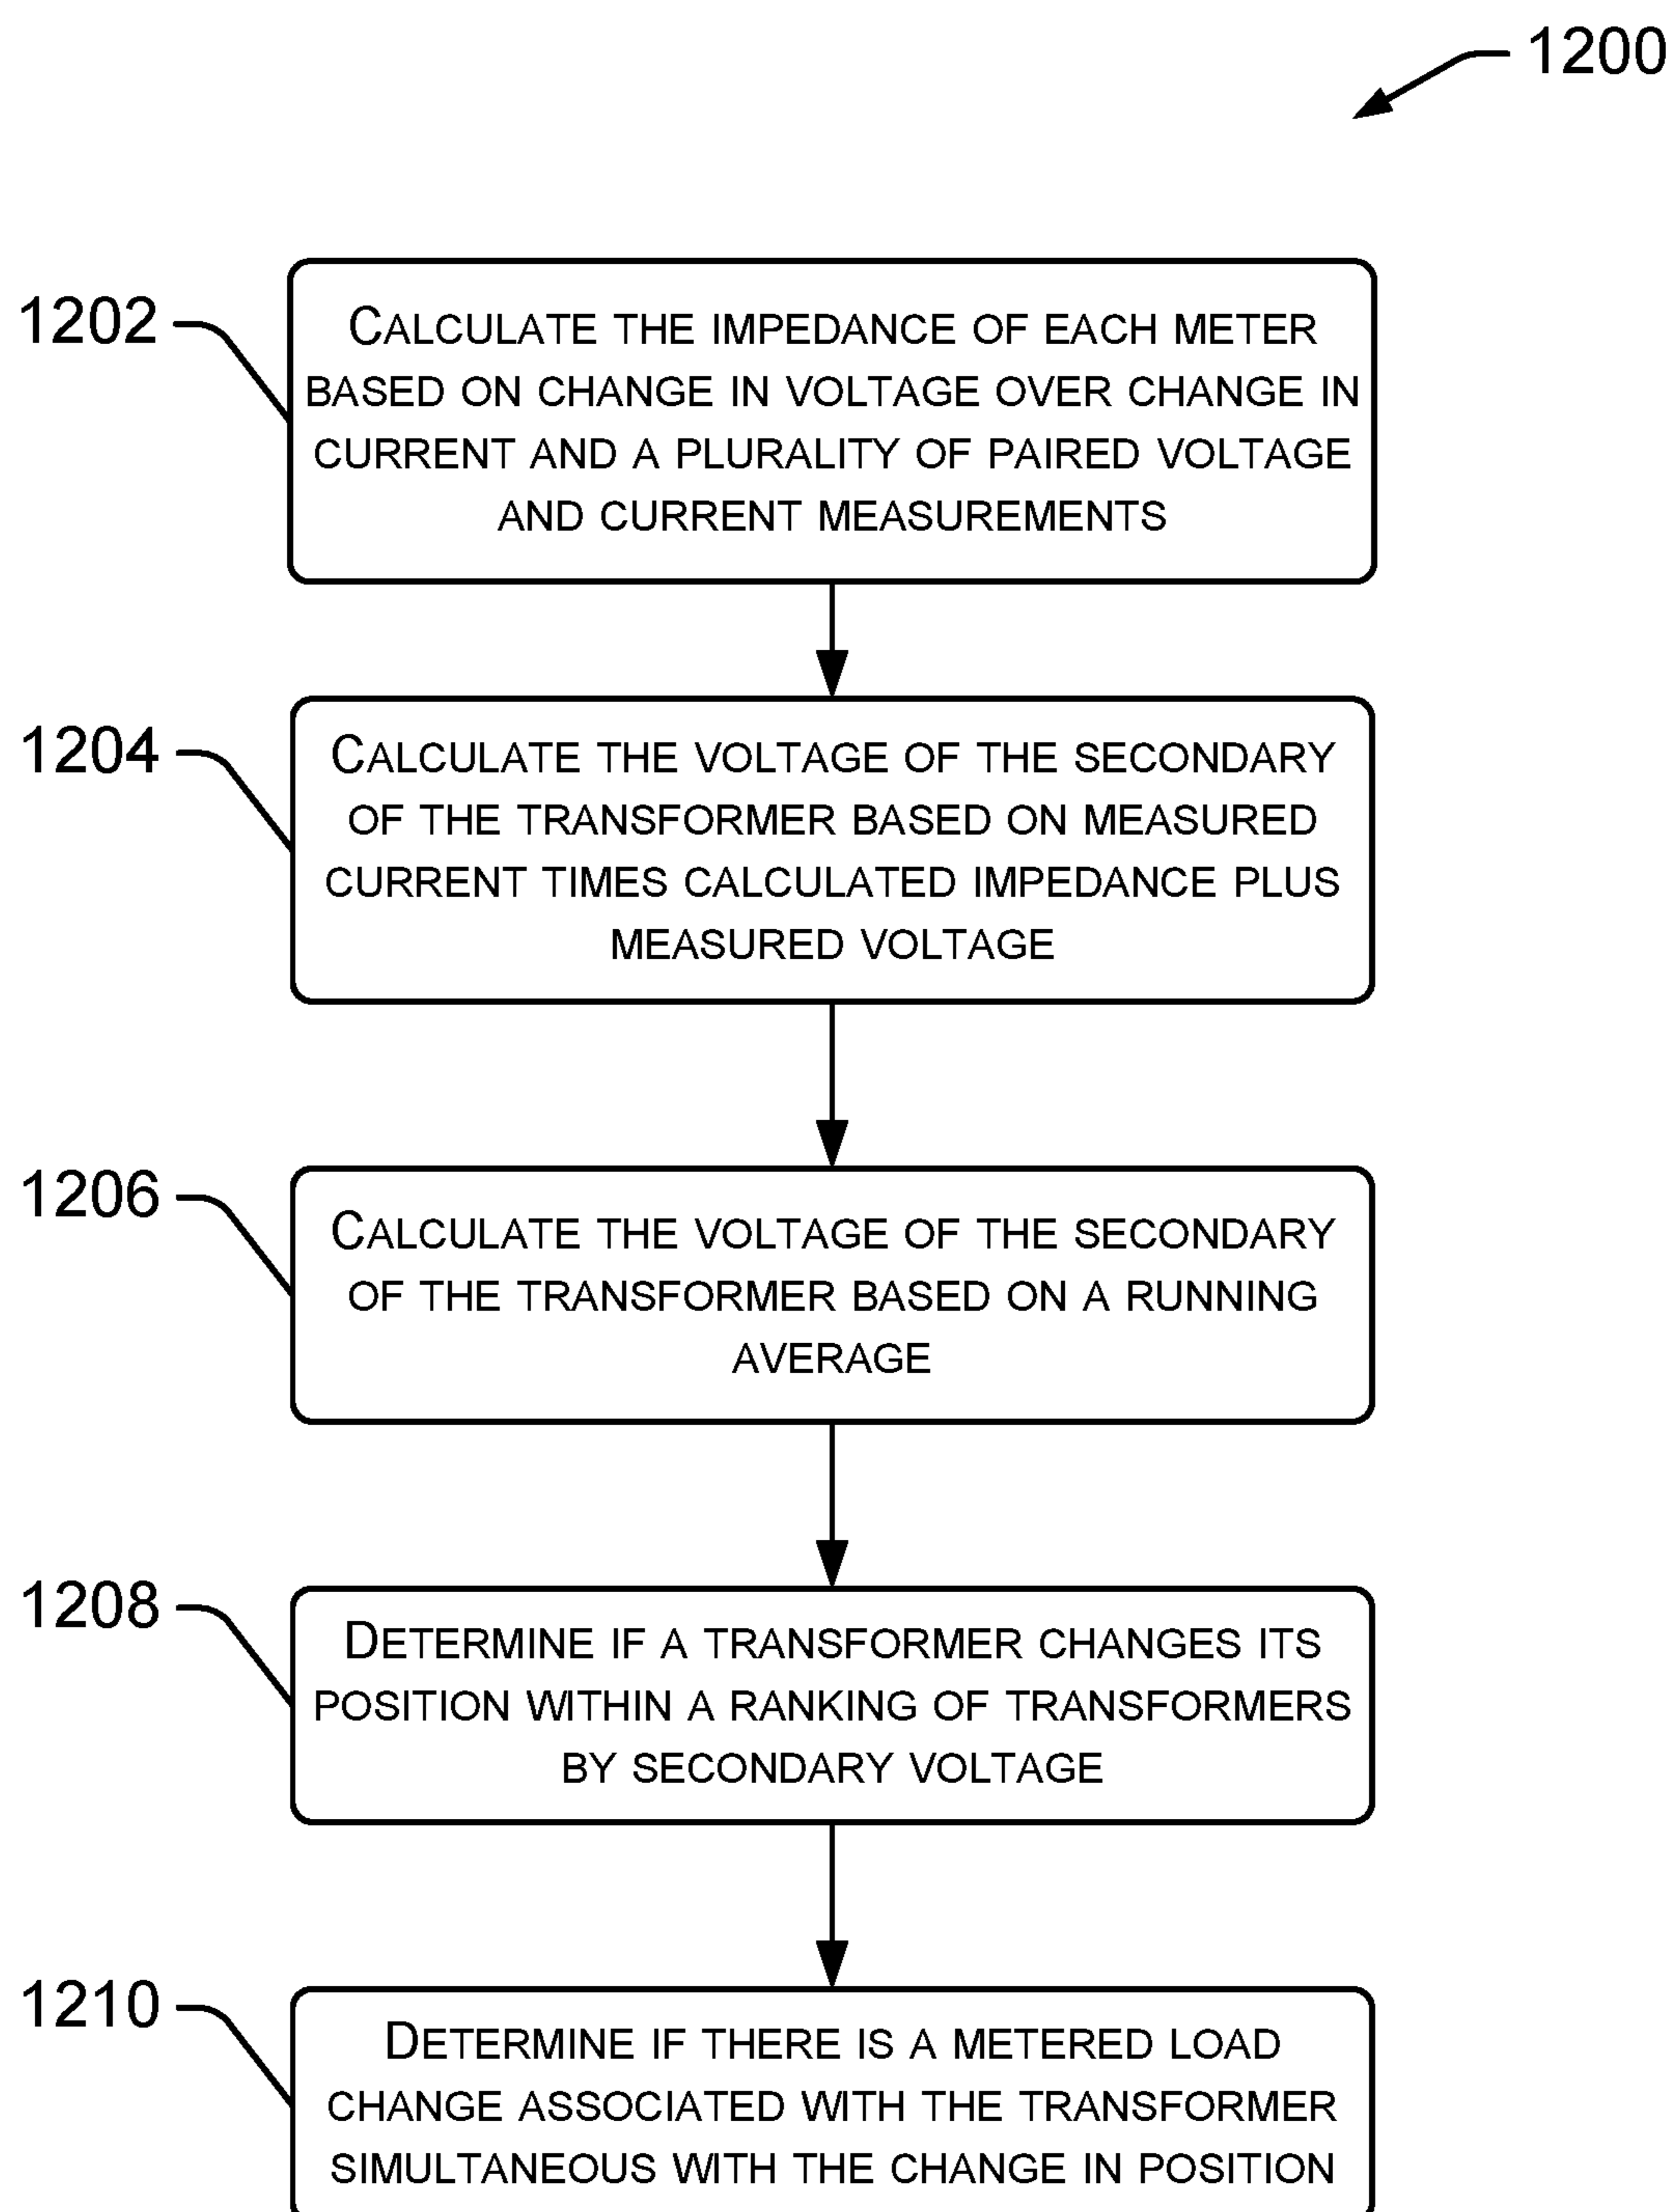 1200
1202
CALCULATE THE IMPEDANCE OF EACH METER
BASED ON CHANGE IN VOLTAGE OVER CHANGE IN
CURRENT AND A PLURALITY OF PAIRED VOLTAGE
AND CURRENT MEASUREMENTS
1204
CALCULATE THE VOLTAGE OF THE SECONDARY
OF THE TRANSFORMER BASED ON MEASURED
CURRENT TIMES CALCULATED IMPEDANCE PLUS
MEASURED VOLTAGE
1206
CALCULATE THE VOLTAGE OF THE SECONDARY
OF THE TRANSFORMER BASED ON A RUNNING
AVERAGE
1208
DETERMINE IF A TRANSFORMER CHANGES ITS
POSITION WITHIN A RANKING OF TRANSFORMERS
BY SECONDARY VOLTAGE
1210
DETERMINE IF THERE IS A METERED LOAD
CHANGE ASSOCIATED WITH THE TRANSFORMER
SIMULTANEOUS WITH THE CHANGE IN POSITION